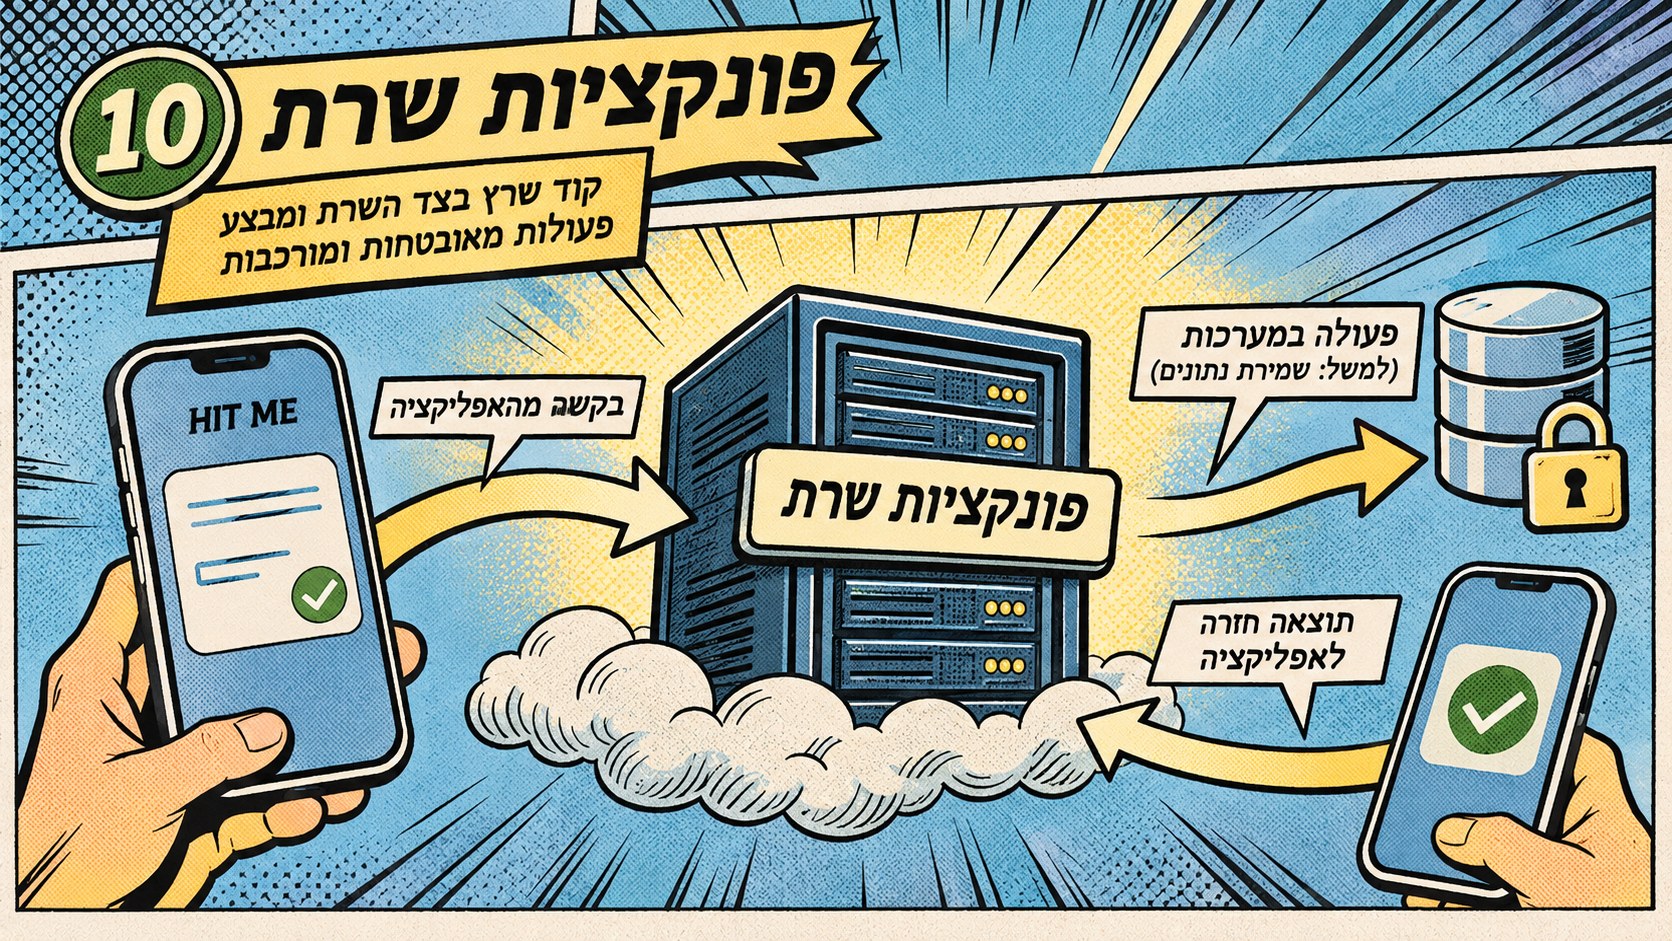 10
פונקציות שרת
קוד שרץ בצד השרת ומבצע
פעולות מאובטחות ומורכבות
HIT ME
בקשה מהאפליקציה
פונקציות שרת
פעולה במערכות
(למשל: שמירת נתונים)
תוצאה חזרה
לאפליקציה